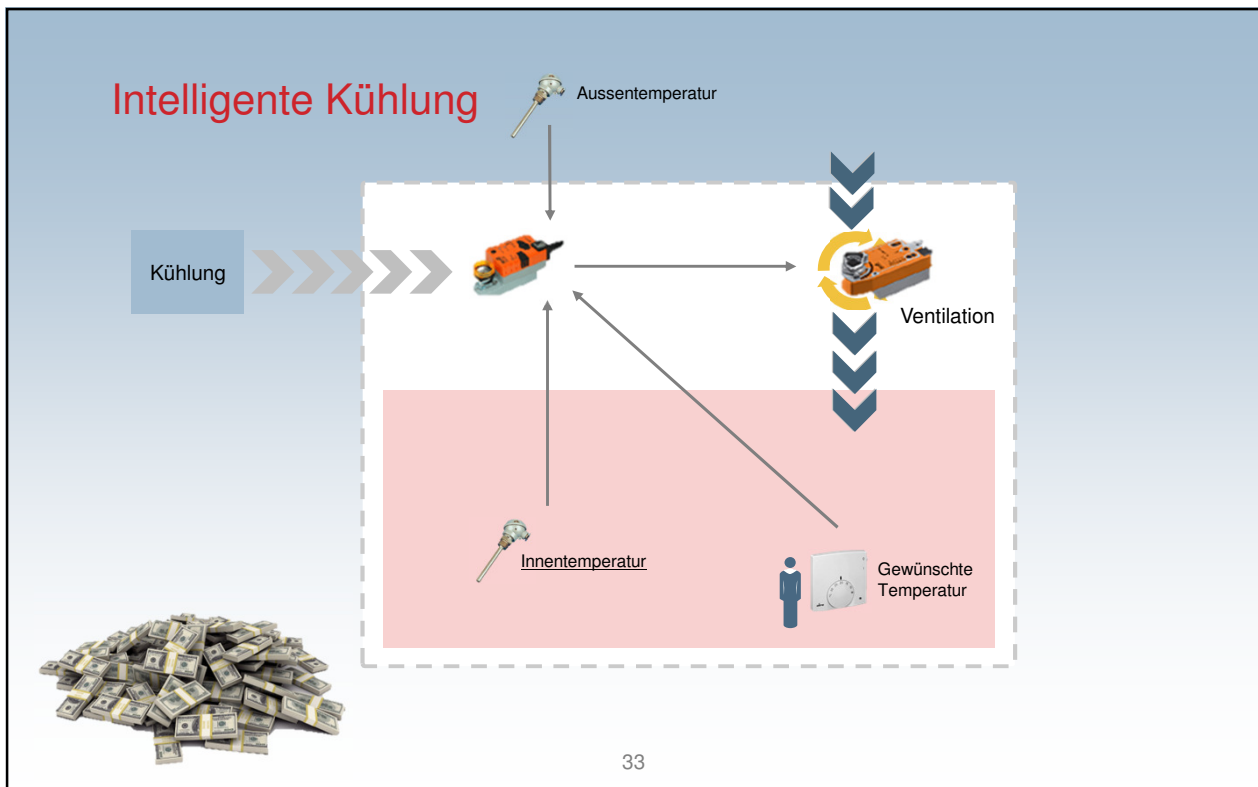 Intelligente Kühlung
Aussentemperatur
Kühlung
Ventilation
Innentemperatur
Gewünschte
Temperatur
33